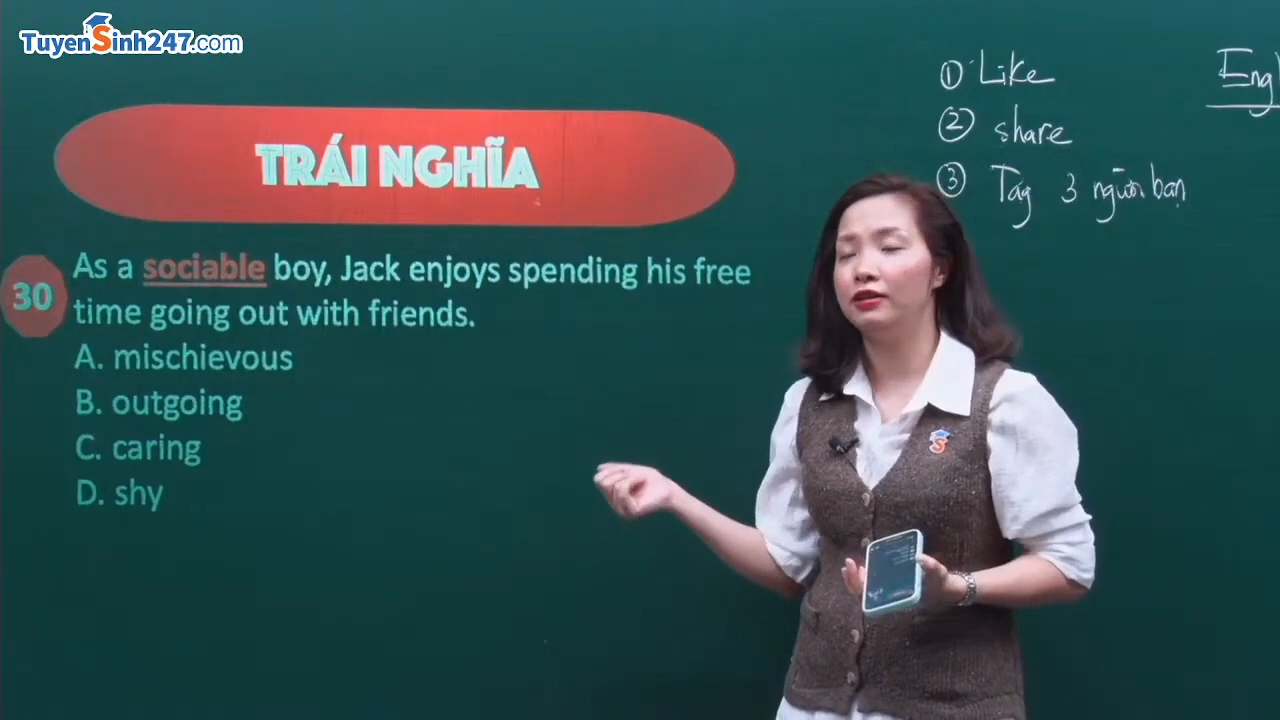 TuyenSinh247.com
① Like
② share
③ Tag 3 người bạn
TRÁI NGHĨA
30
As a sociable boy, Jack enjoys spending his free
time going out with friends.
A. mischievous
B. outgoing
C. caring
D. shy